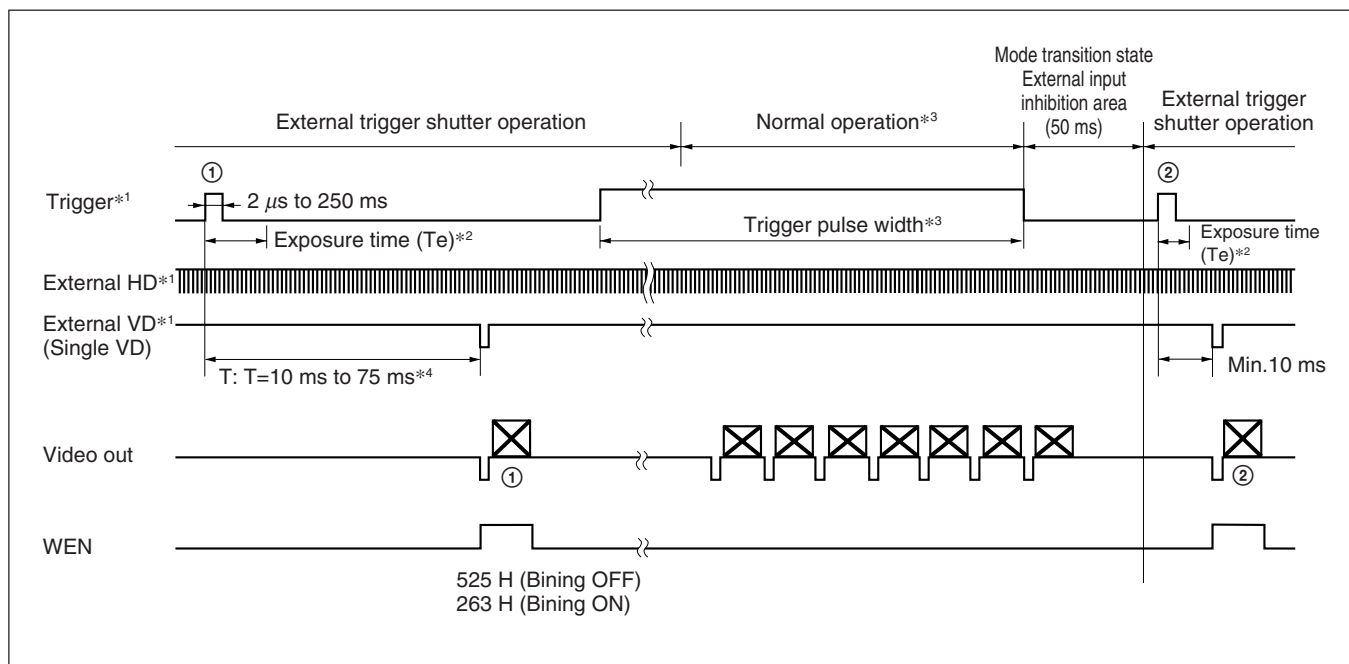 Mode transition state
External input
inhibition area
(50 ms)
External trigger shutter operation
Normal operation*3
External trigger
shutter operation
①
②
Trigger*1
2 μs to 250 ms
Exposure time (Te)*2
Trigger pulse width*3
Exposure time
(Te)*2
External HD*1
External VD*1
(Single VD)
T: T=10 ms to 75 ms*4
Min.10 ms
Video out
①
②
WEN
525 H (Bining OFF)
263 H (Bining ON)